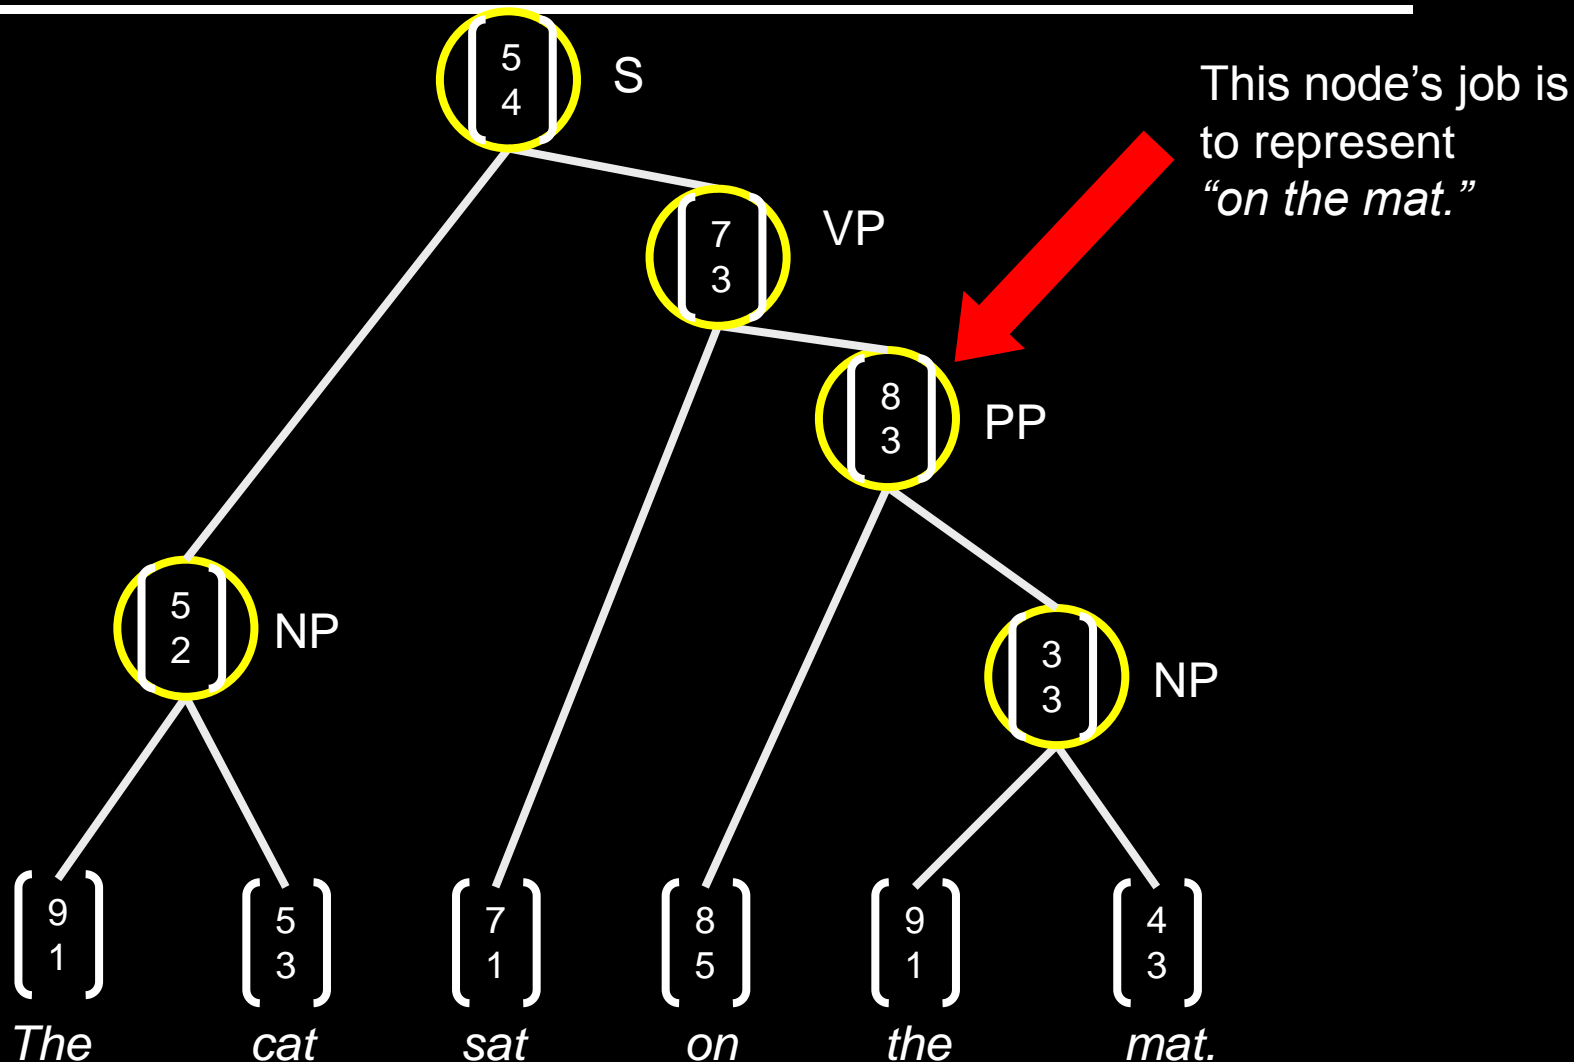 5
4
S
This node’s job is
to represent
“on the mat.”
7
3
VP
8
3
PP
5
2
NP
3
3
NP
9
1
5
3
7
1
8
5
9
1
4
3
The cat sat on the mat.